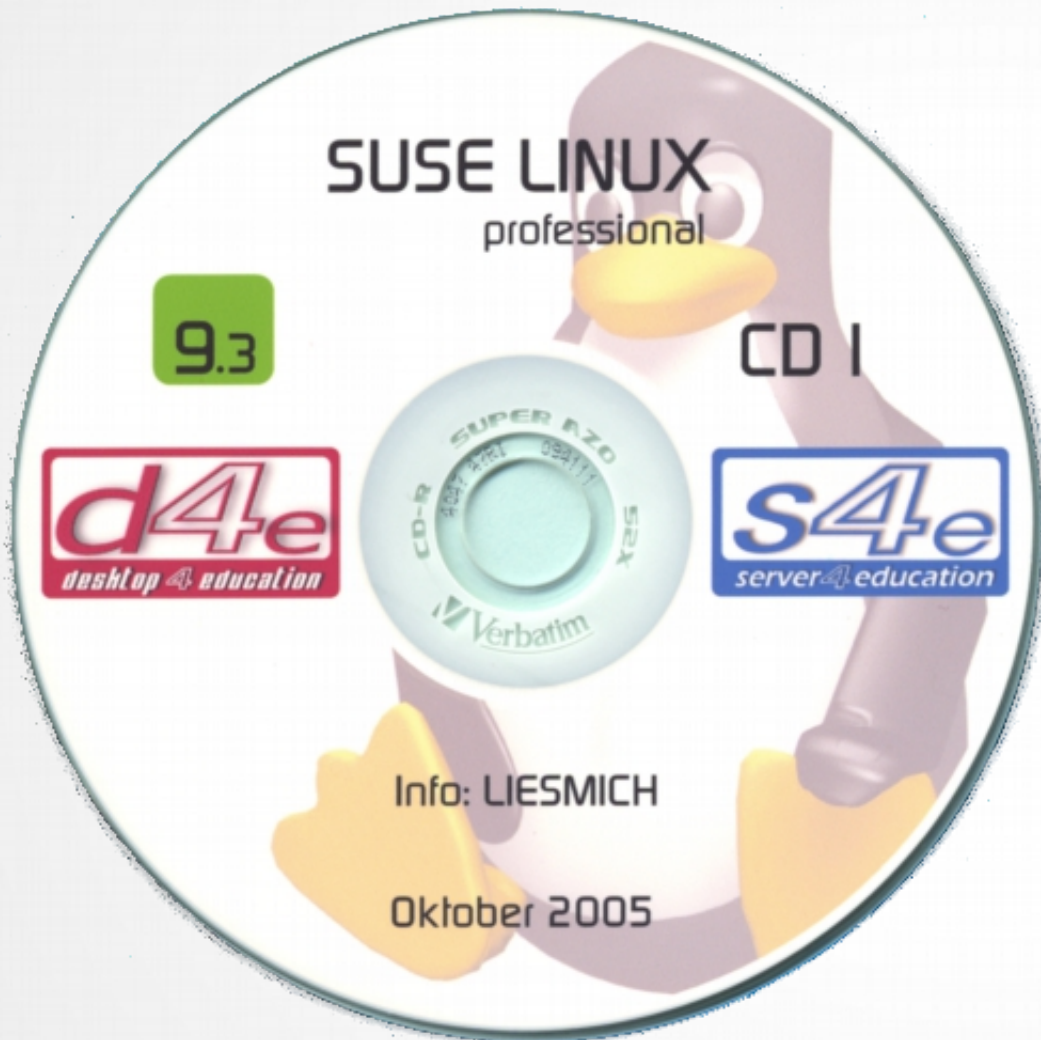 SUSE LINUX
professional
9.3
CD 1
SUPER AZO
CD-R
52X
Verbatim
d4e
desktop 4 education
s4e
server 4 education
Info: LIESMICH
Oktober 2005